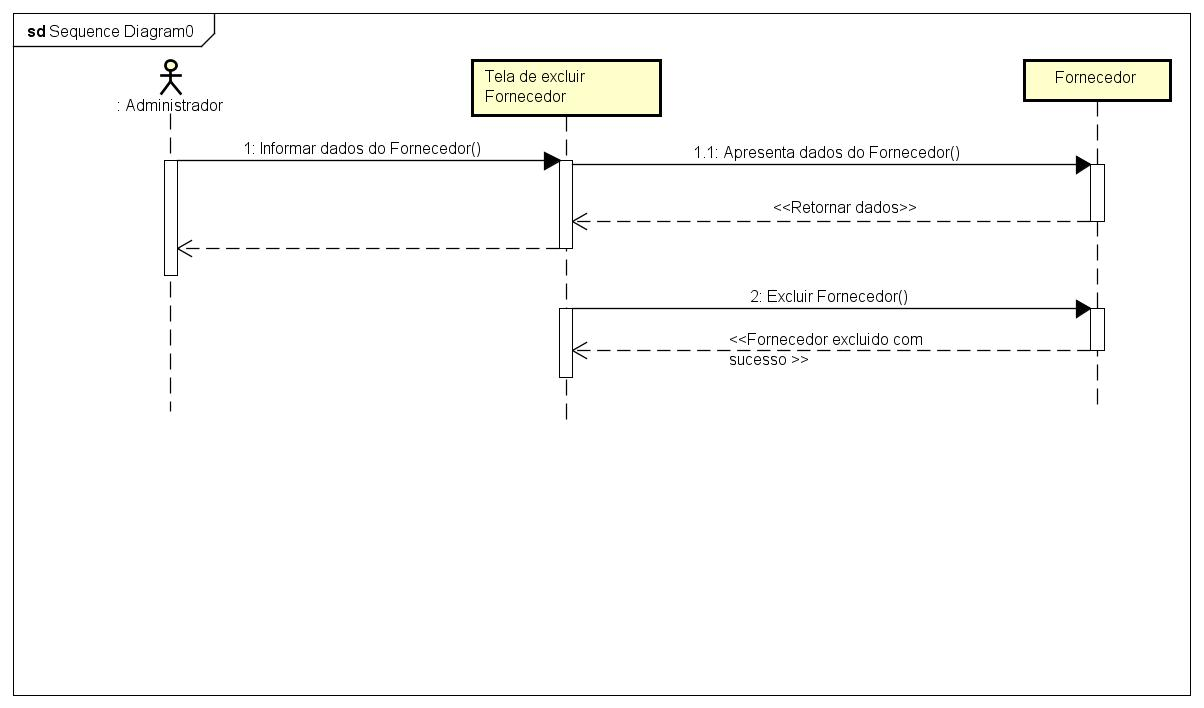 sd Sequence Diagram0
: Administrador
Tela de excluir
Fornecedor
Fornecedor
1: Informar dados do Fornecedor()
1.1: Apresenta dados do Fornecedor()
<<Retornar dados>>
2: Excluir Fornecedor()
<<Fornecedor excluido com
sucesso >>